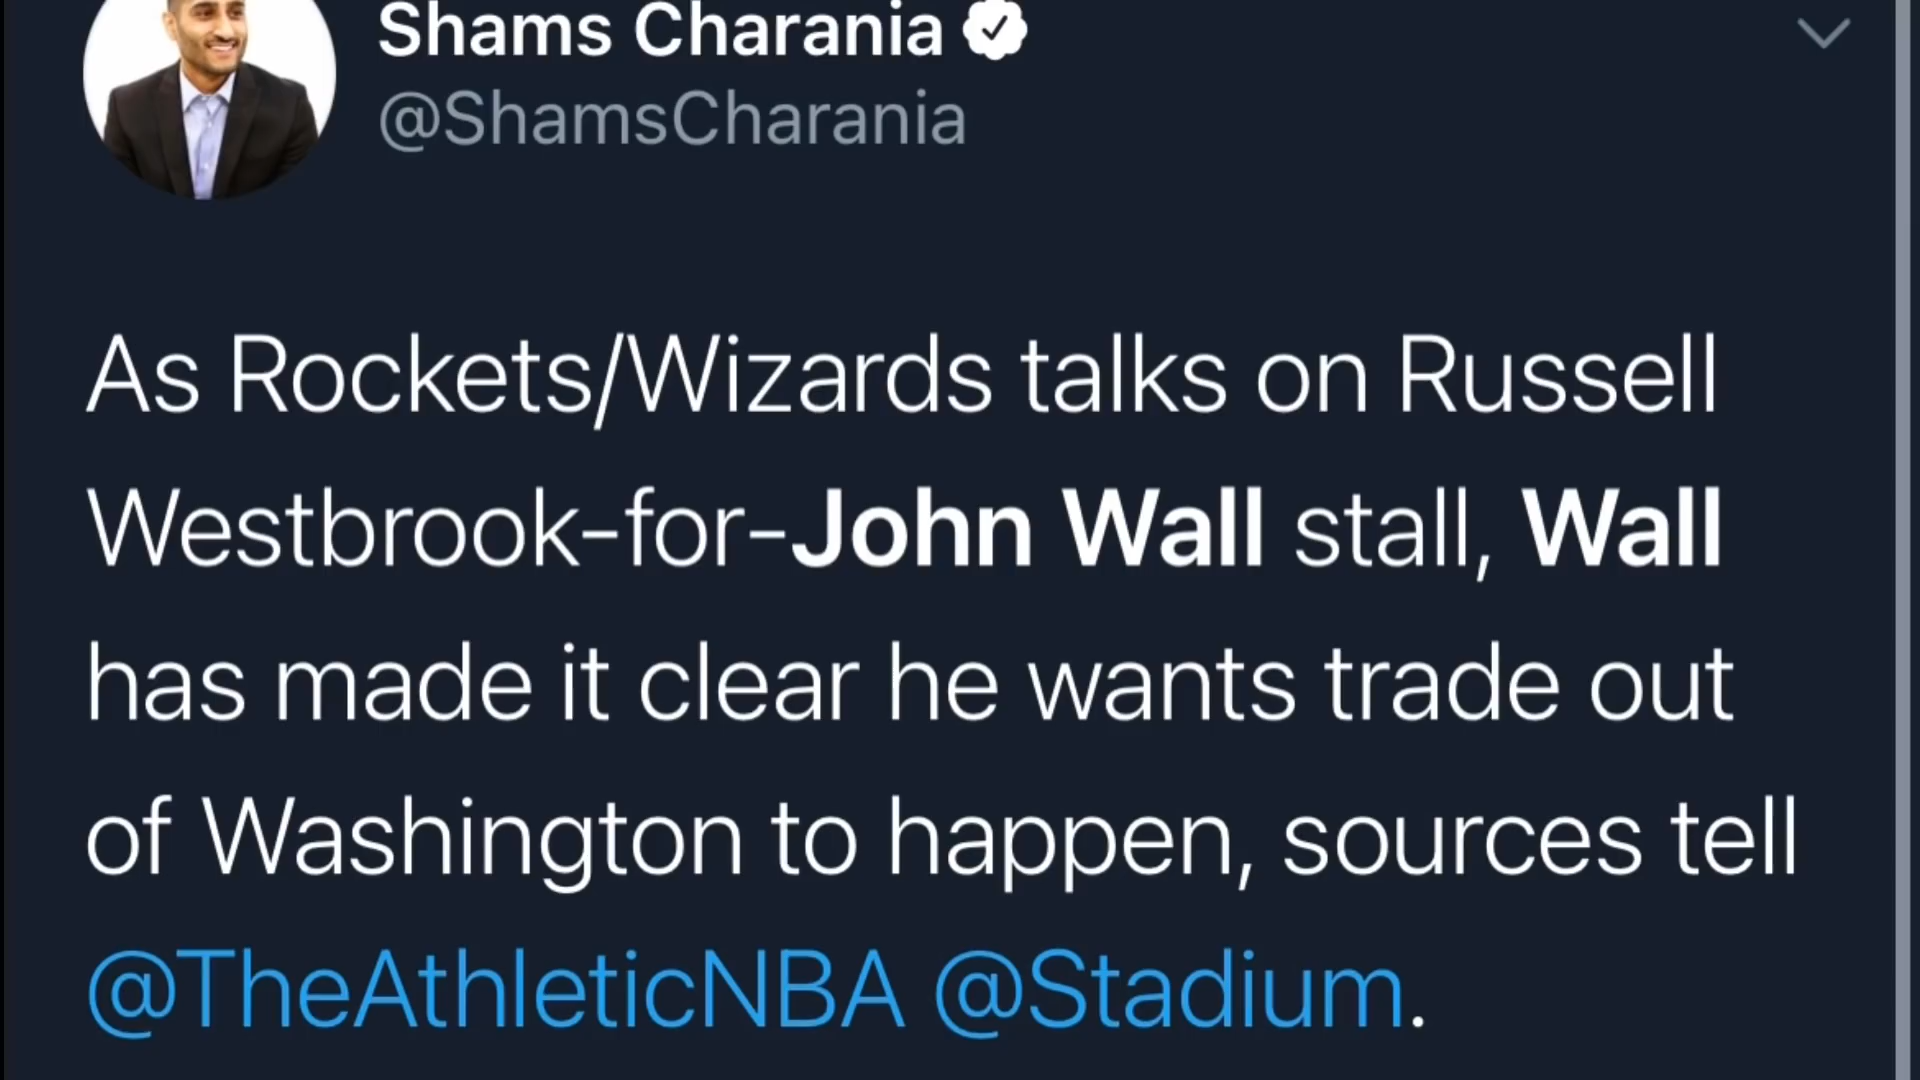 Shams Charania
@ShamsCharania
As Rockets/Wizards talks on Russell
Westbrook-for-John Wall stall, Wall
has made it clear he wants trade out
of Washington to happen, sources tell
@TheAthleticNBA @Stadium.